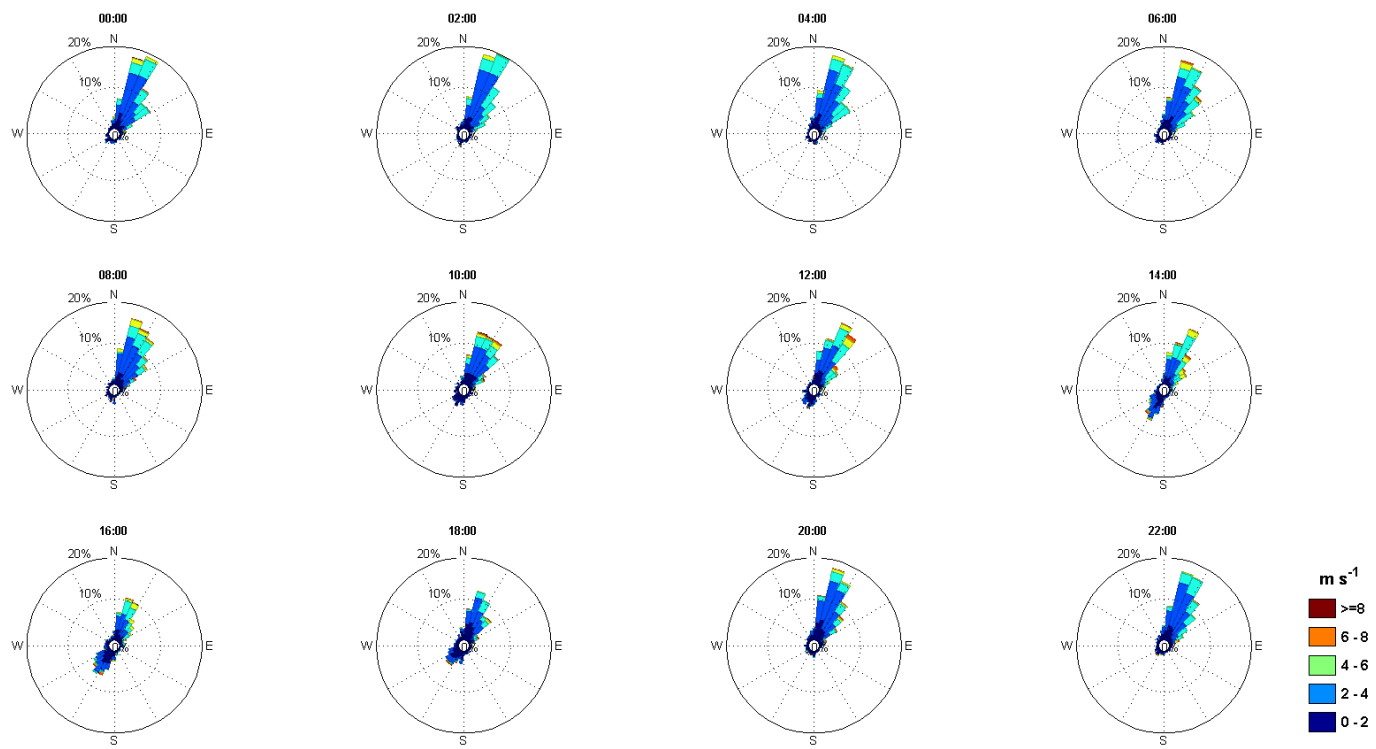 00:00 02:00 04:00 06:00
N N N N
20% 20% 20% 20%
10% 10% 10% 10%
W E W E W E W E
S S S S
08:00 10:00 12:00 14:00
N N N N
20% 20% 20% 20%
10% 10% 10% 10%
W E W E W E W E
S S S S
16:00 18:00 20:00 22:00
N N N N
20% 20% 20% 20%
10% 10% 10% 10%
W E W E W E W E
S S S S
m s⁻¹
>=8
6 - 8
4 - 6
2 - 4
0 - 2